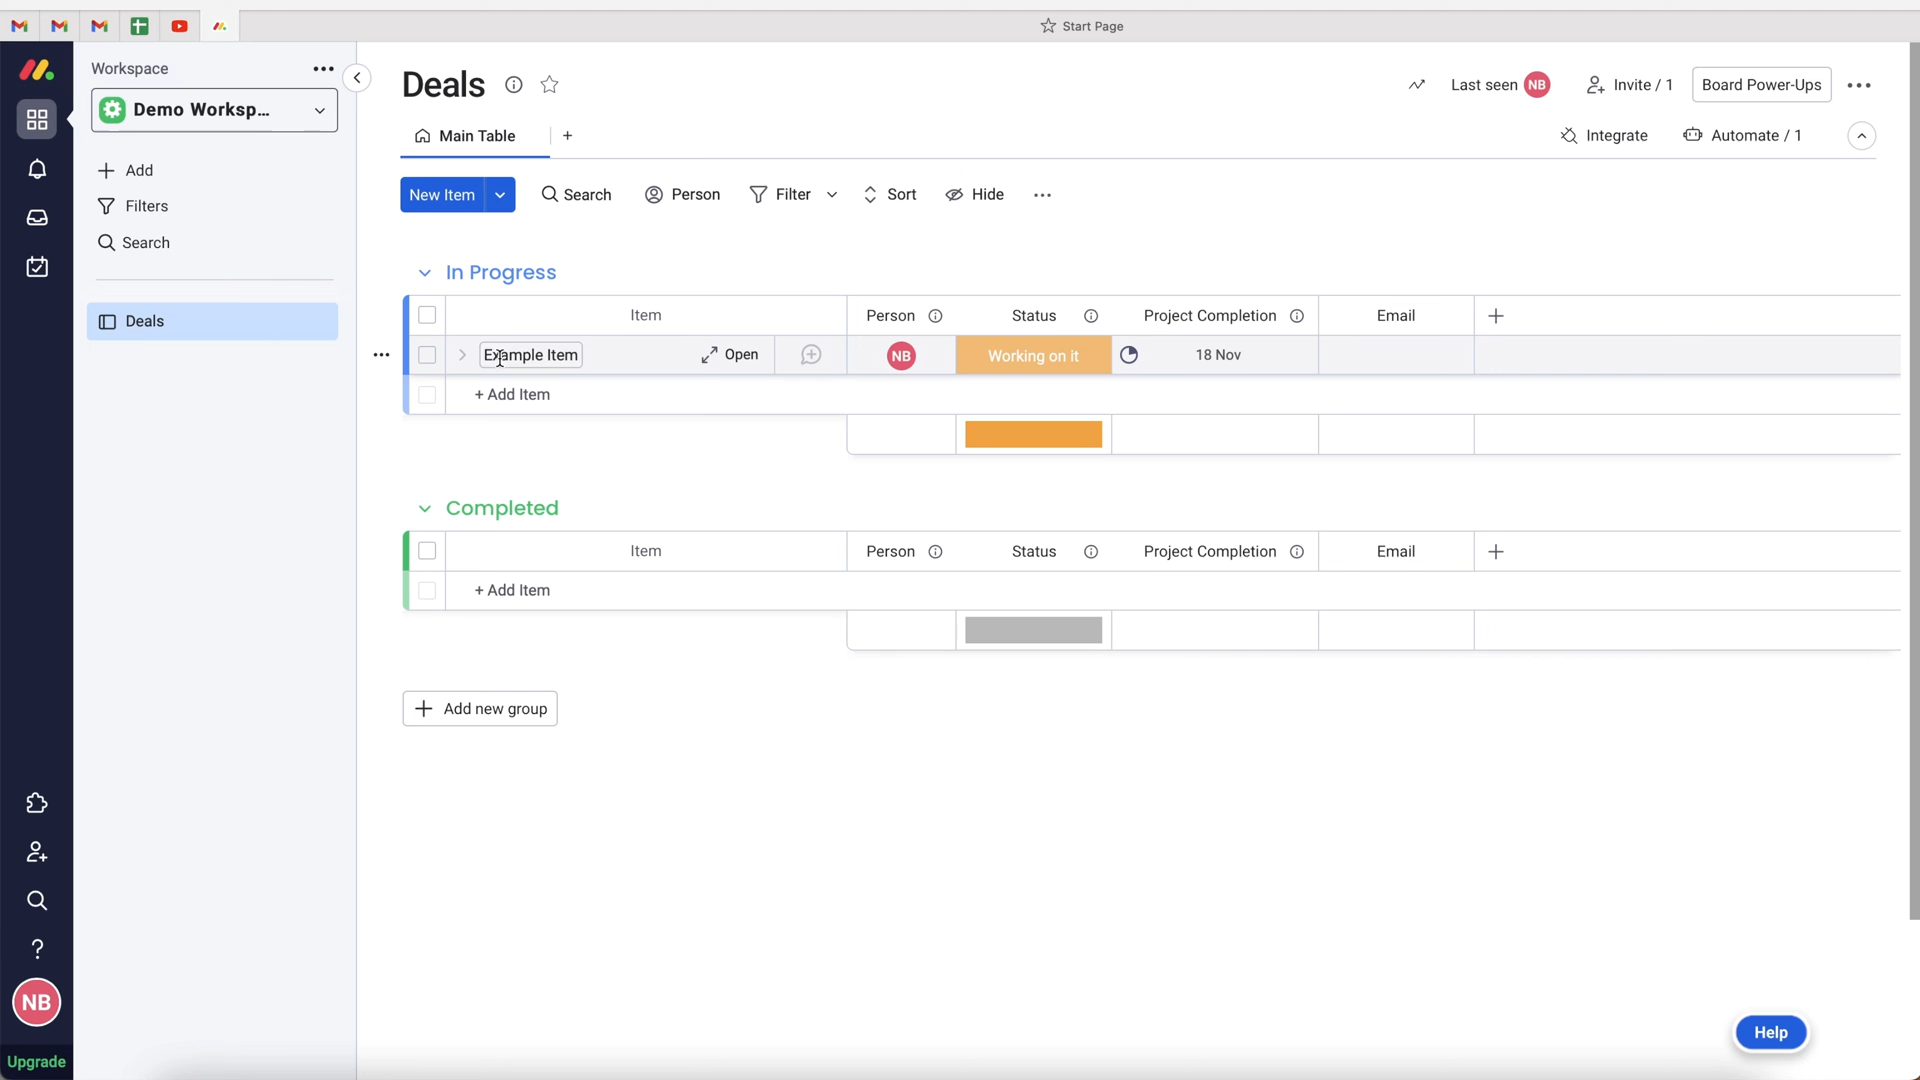 Start Page
Workspace
Demo Worksp...
Add
Filters
Search
Deals
NB
Upgrade
Deals
Last seen NB
Invite / 1
Board Power-Ups
Main Table
Integrate
Automate / 1
New Item
Search
Person
Filter
Sort
Hide
In Progress
Item Person Status Project Completion Email
Example Item Open NB Working on it 18 Nov
+ Add Item
Completed
Item Person Status Project Completion Email
+ Add Item
Add new group
Help